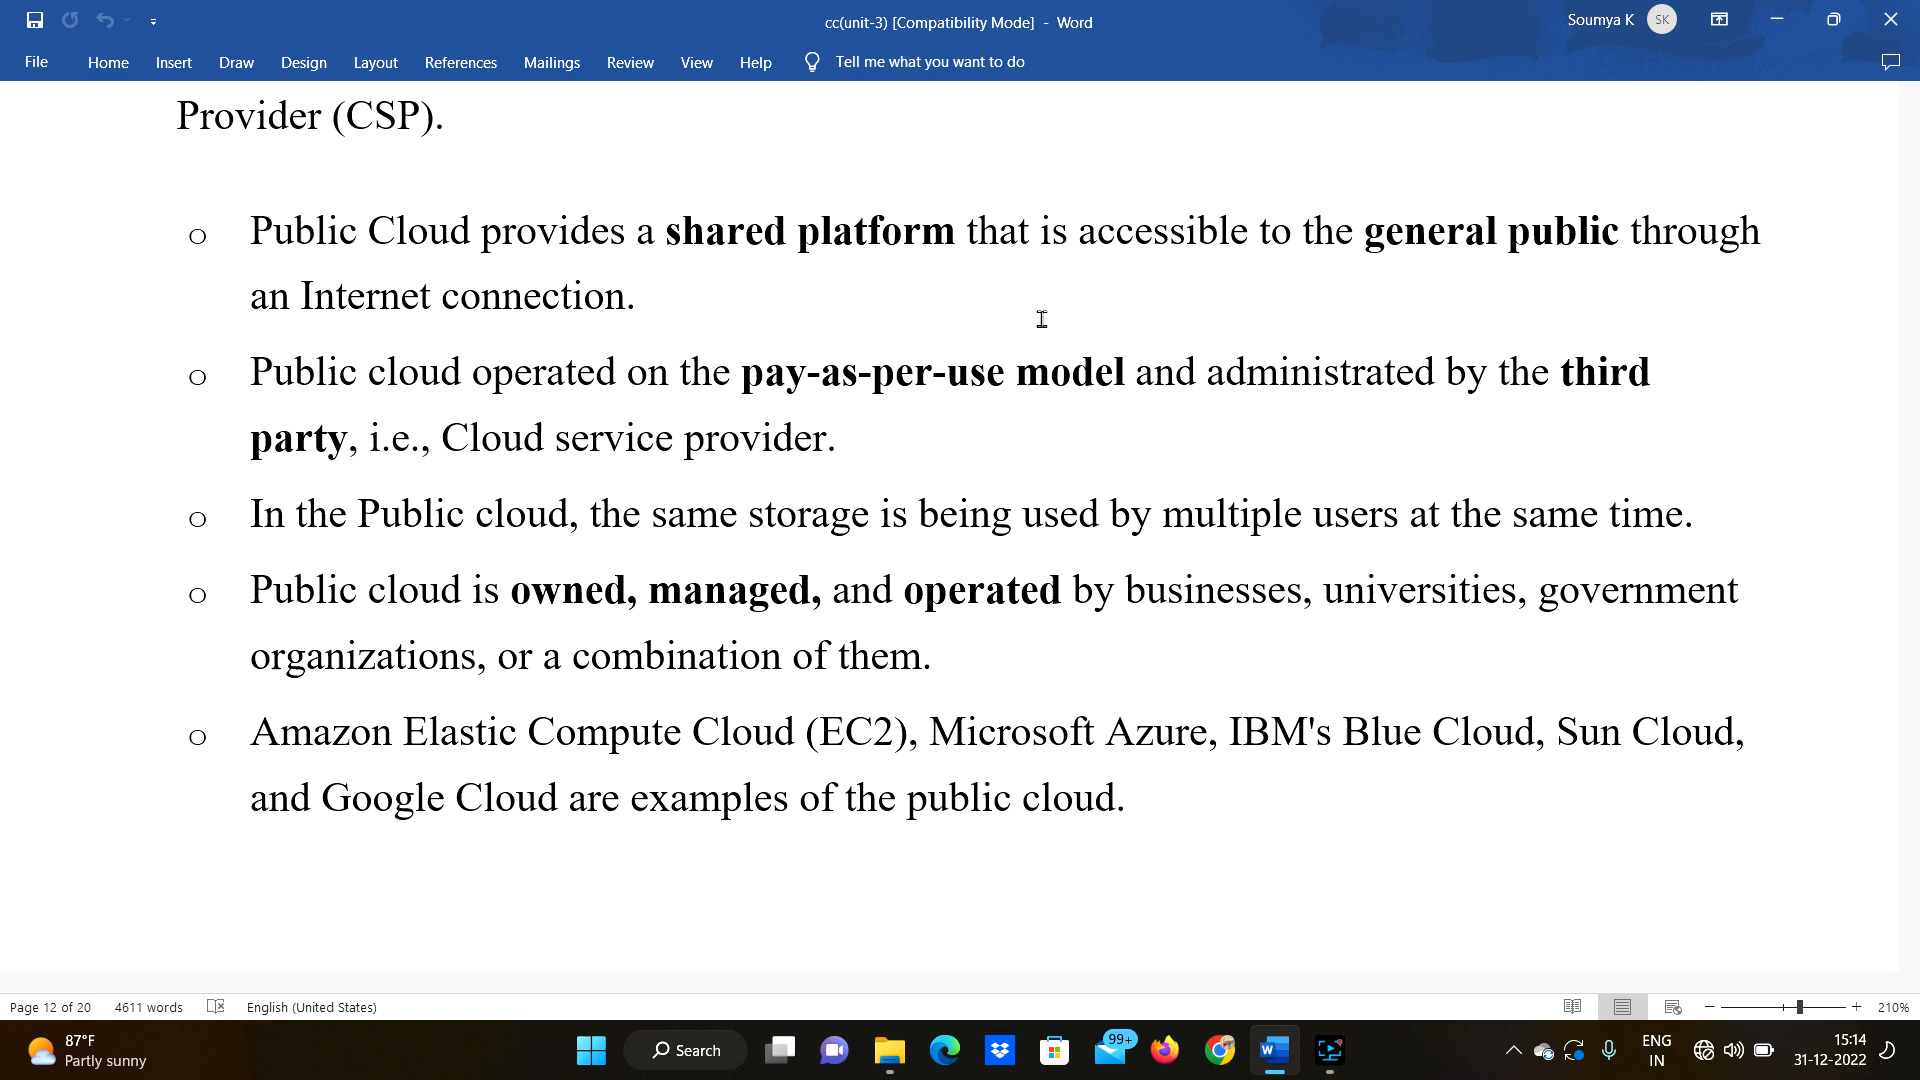 cc(unit-3) [Compatibility Mode] - Word
Soumya K
SK
File Home Insert Draw Design Layout References Mailings Review View Help Tell me what you want to do
Provider (CSP).
o Public Cloud provides a shared platform that is accessible to the general public through
an Internet connection.
o Public cloud operated on the pay-as-per-use model and administrated by the third
party, i.e., Cloud service provider.
o In the Public cloud, the same storage is being used by multiple users at the same time.
o Public cloud is owned, managed, and operated by businesses, universities, government
organizations, or a combination of them.
o Amazon Elastic Compute Cloud (EC2), Microsoft Azure, IBM's Blue Cloud, Sun Cloud,
and Google Cloud are examples of the public cloud.
Page 12 of 20 4611 words English (United States) 210%
87°F
Partly sunny
Search
99+
ENG
IN
15:14
31-12-2022